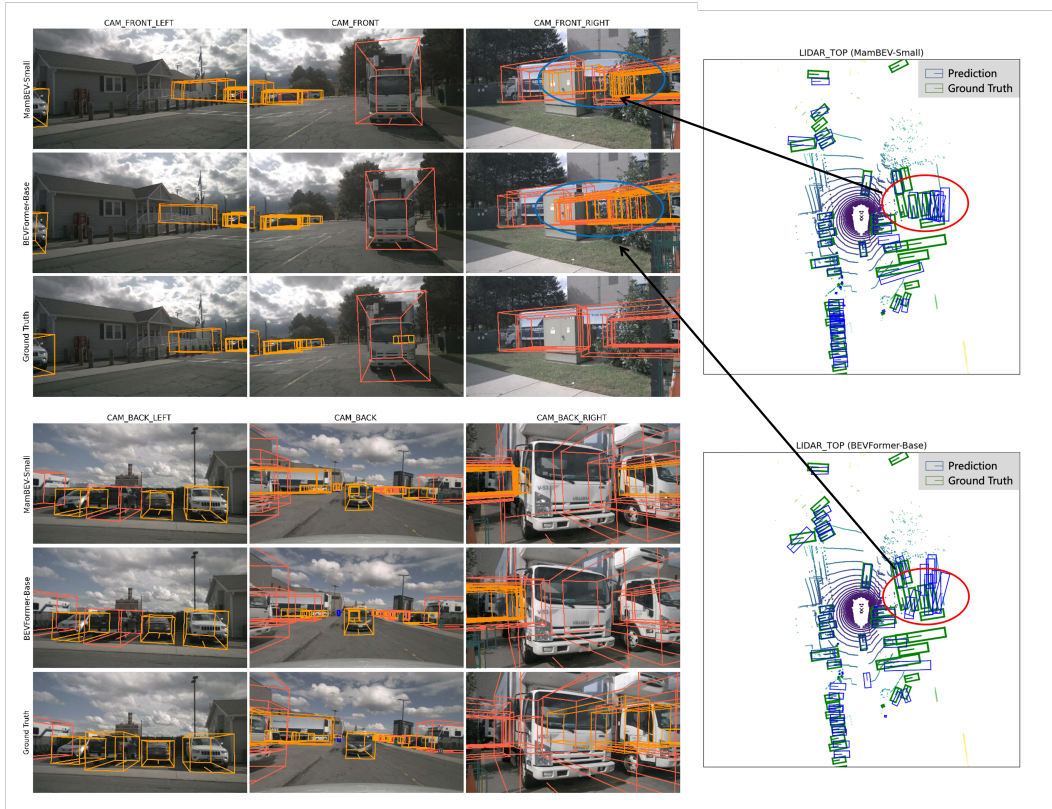 CAM_FRONT_LEFT
CAM_FRONT
CAM_FRONT_RIGHT
MamBEV-Small
BEVFormer-Base
Ground Truth
LIDAR_TOP (MamBEV-Small)
Prediction
Ground Truth
CAM_BACK_LEFT
CAM_BACK
CAM_BACK_RIGHT
MamBEV-Small
BEVFormer-Base
Ground Truth
LIDAR_TOP (BEVFormer-Base)
Prediction
Ground Truth